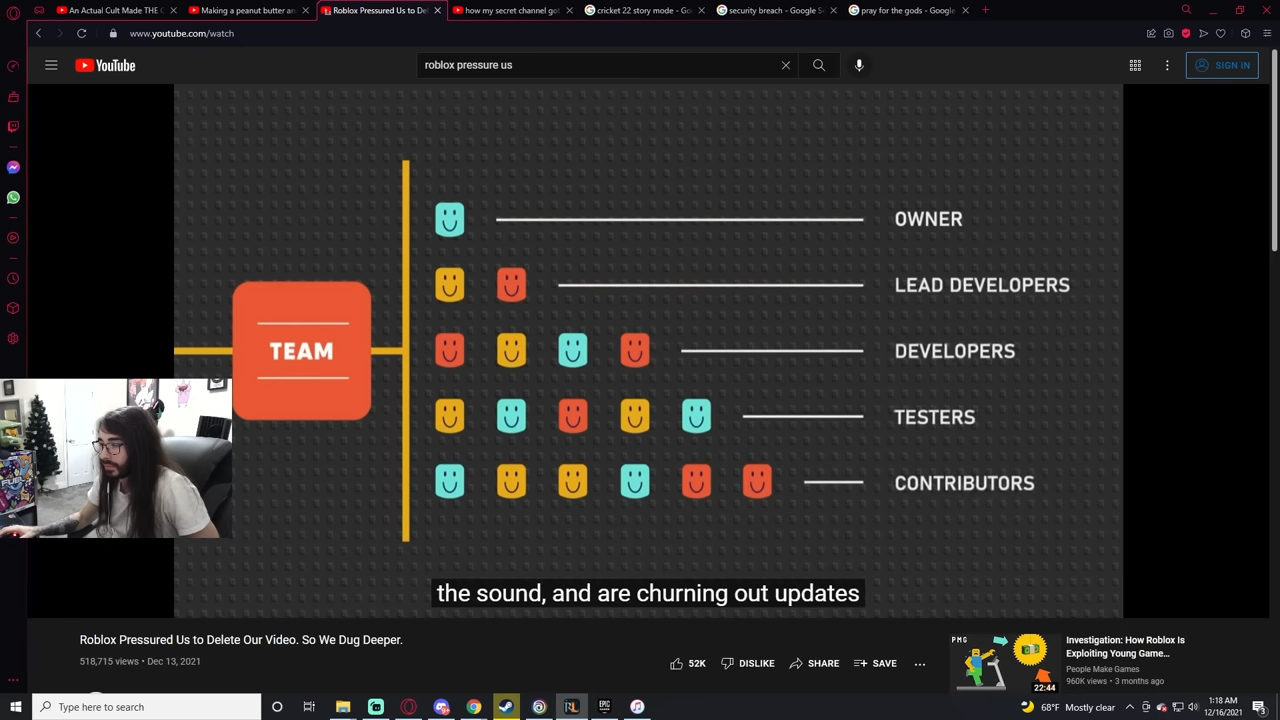 An Actual Cult Made THE C
Making a peanut butter an
Roblox Pressured Us to Del
how my secret channel got
cricket 22 story mode - Go
security breach - Google S
pray for the gods - Google
www.youtube.com/watch
YouTube
roblox pressure us
SIGN IN
OWNER
LEAD DEVELOPERS
TEAM
DEVELOPERS
TESTERS
CONTRIBUTORS
the sound, and are churning out updates
Roblox Pressured Us to Delete Our Video. So We Dug Deeper.
518,715 views • Dec 13, 2021
52K
DISLIKE
SHARE
SAVE
PMG
22:44
Investigation: How Roblox Is
Exploiting Young Game...
People Make Games
960K views • 3 months ago
Type here to search
68°F Mostly clear
1:18 AM
12/16/2021